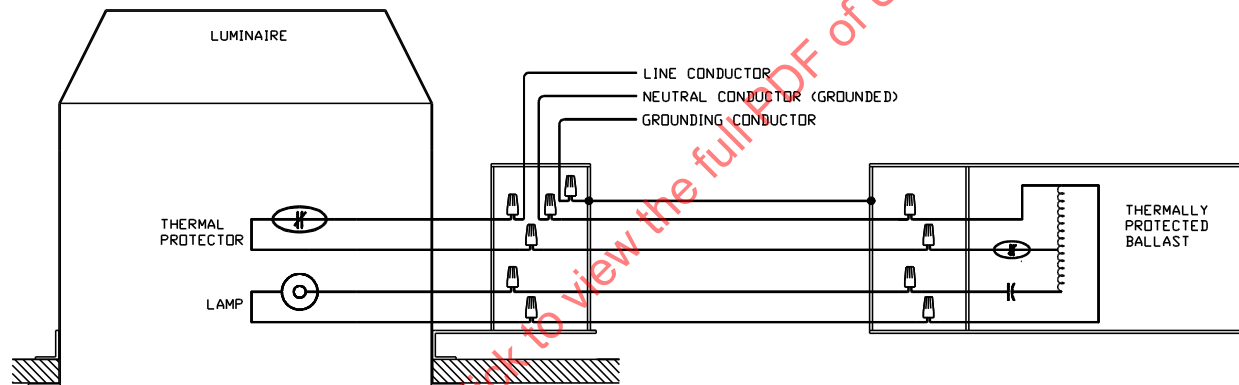 LUMINAIRE
LINE CONDUCTOR
NEUTRAL CONDUCTOR (GROUNDED)
GROUNDING CONDUCTOR
THERMAL
PROTECTOR
THERMALLY
PROTECTED
BALLAST
LAMP
to view the full PDF of